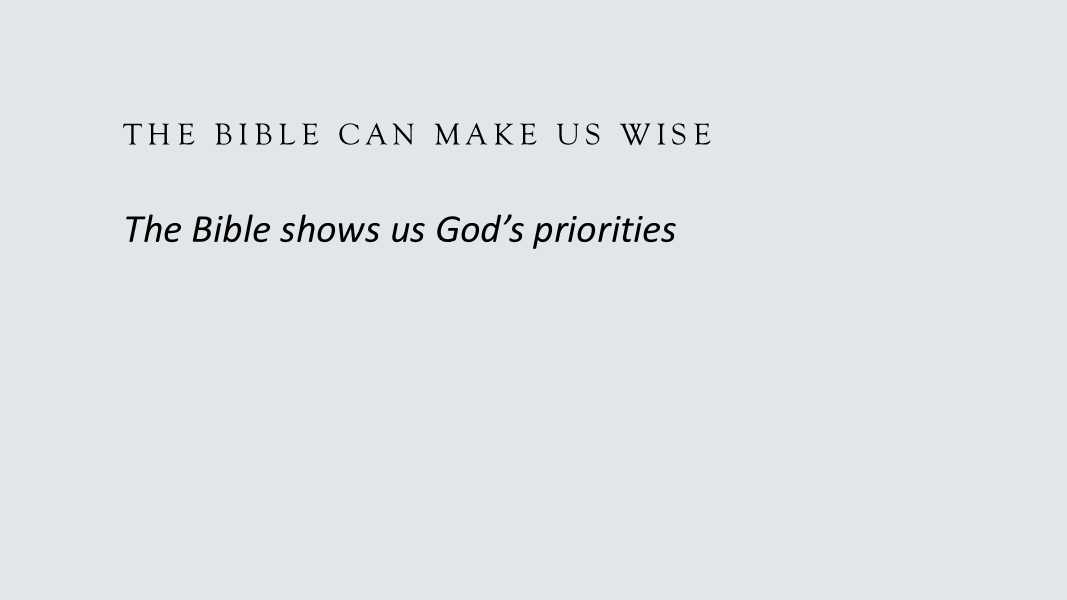 THE BIBLE CAN MAKE US WISE
The Bible shows us God’s priorities